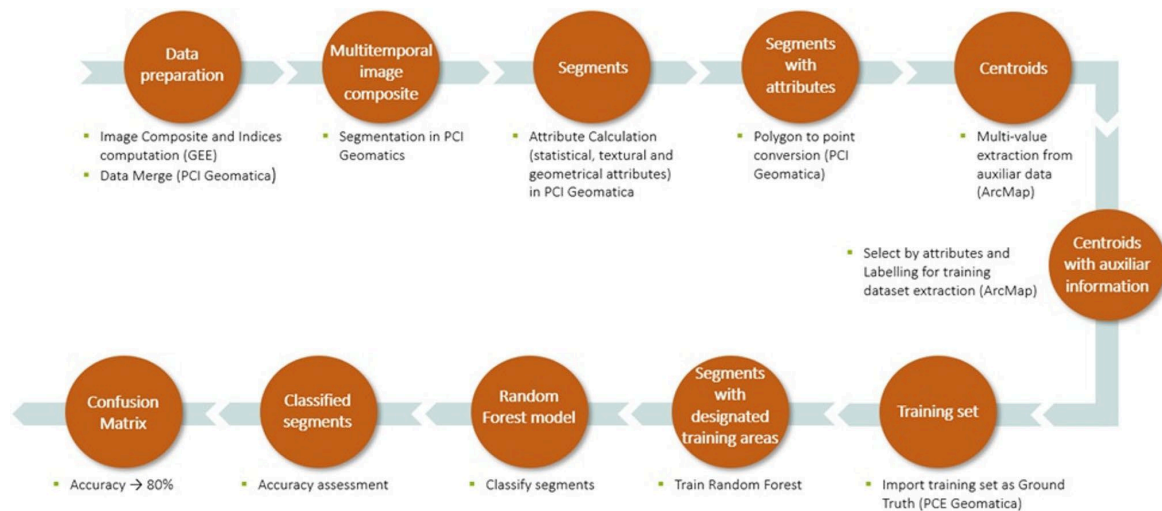 Data
preparation
Multitemporal
image
composite
Segments
Segments
with
attributes
Centroids
▪ Image Composite and Indices
computation (GEE)
▪ Data Merge (PCI Geomatica)
▪ Segmentation in PCI
Geomatics
▪ Attribute Calculation
(statistical, textural and
geometrical attributes)
in PCI Geomatica
▪ Polygon to point
conversion (PCI
Geomatica)
▪ Multi-value
extraction from
auxiliar data
(ArcMap)
Centroids
with auxiliar
information
▪ Select by attributes and
Labelling for training
dataset extraction (ArcMap)
Training set
▪ Import training set as Ground
Truth (PCE Geomatica)
Segments
with
designated
training areas
▪ Train Random Forest
Random
Forest model
▪ Classify segments
Classified
segments
▪ Accuracy assessment
Confusion
Matrix
▪ Accuracy → 80%